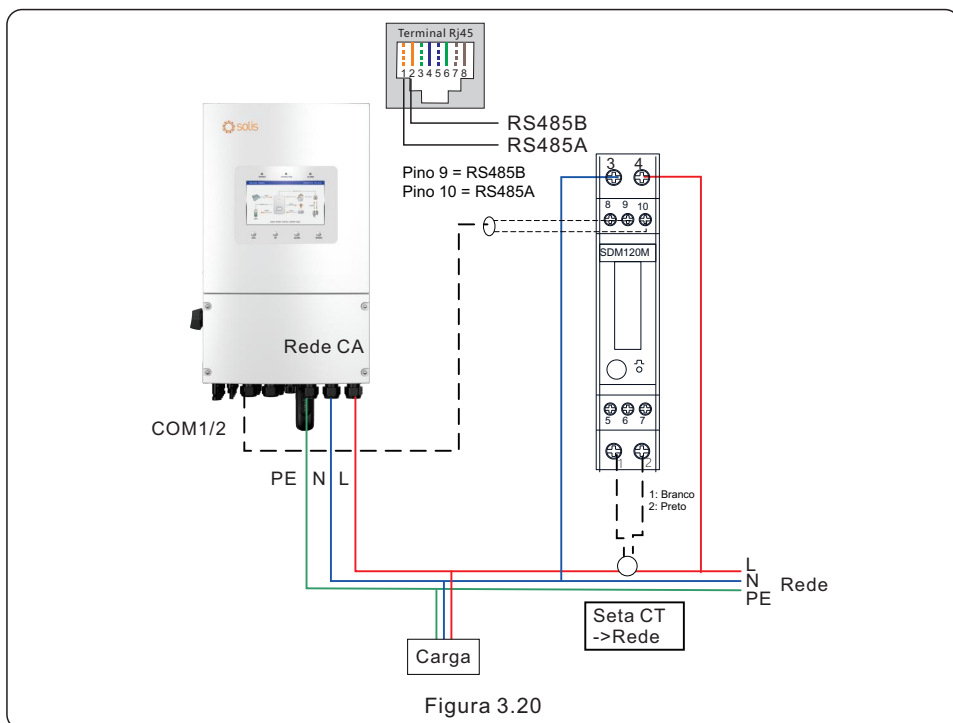 Terminal Rj45
1 2 3 4 5 6 7 8
RS485B
RS485A
solis
Pino 9 = RS485B
Pino 10 = RS485A
3 4
8 9 10
SDM120M
Rede CA
5 6 7
COM1/2
1 2
PE N L
1: Branco
2: Preto
L
N
PE
Rede
Seta CT
->Rede
Carga
Figura 3.20